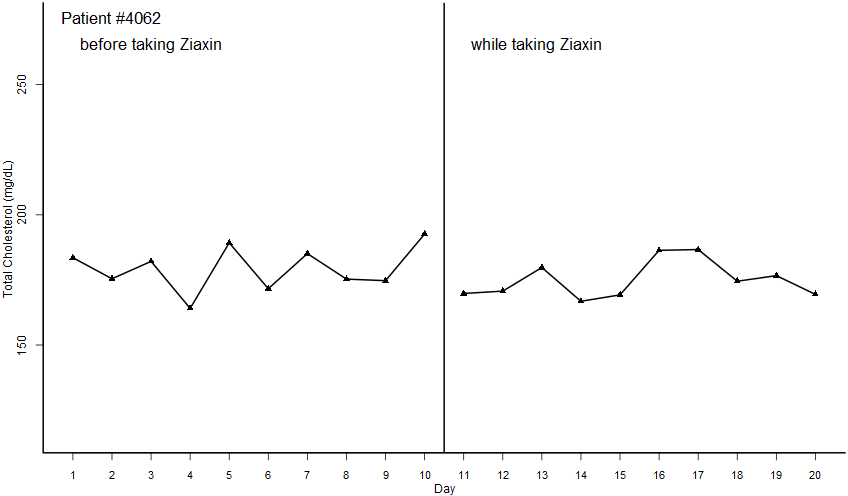 Patient #4062
before taking Ziaxin
while taking Ziaxin
Total Cholesterol (mg/dL)
250
200
150
1 2 3 4 5 6 7 8 9 10 11 12 13 14 15 16 17 18 19 20
Day